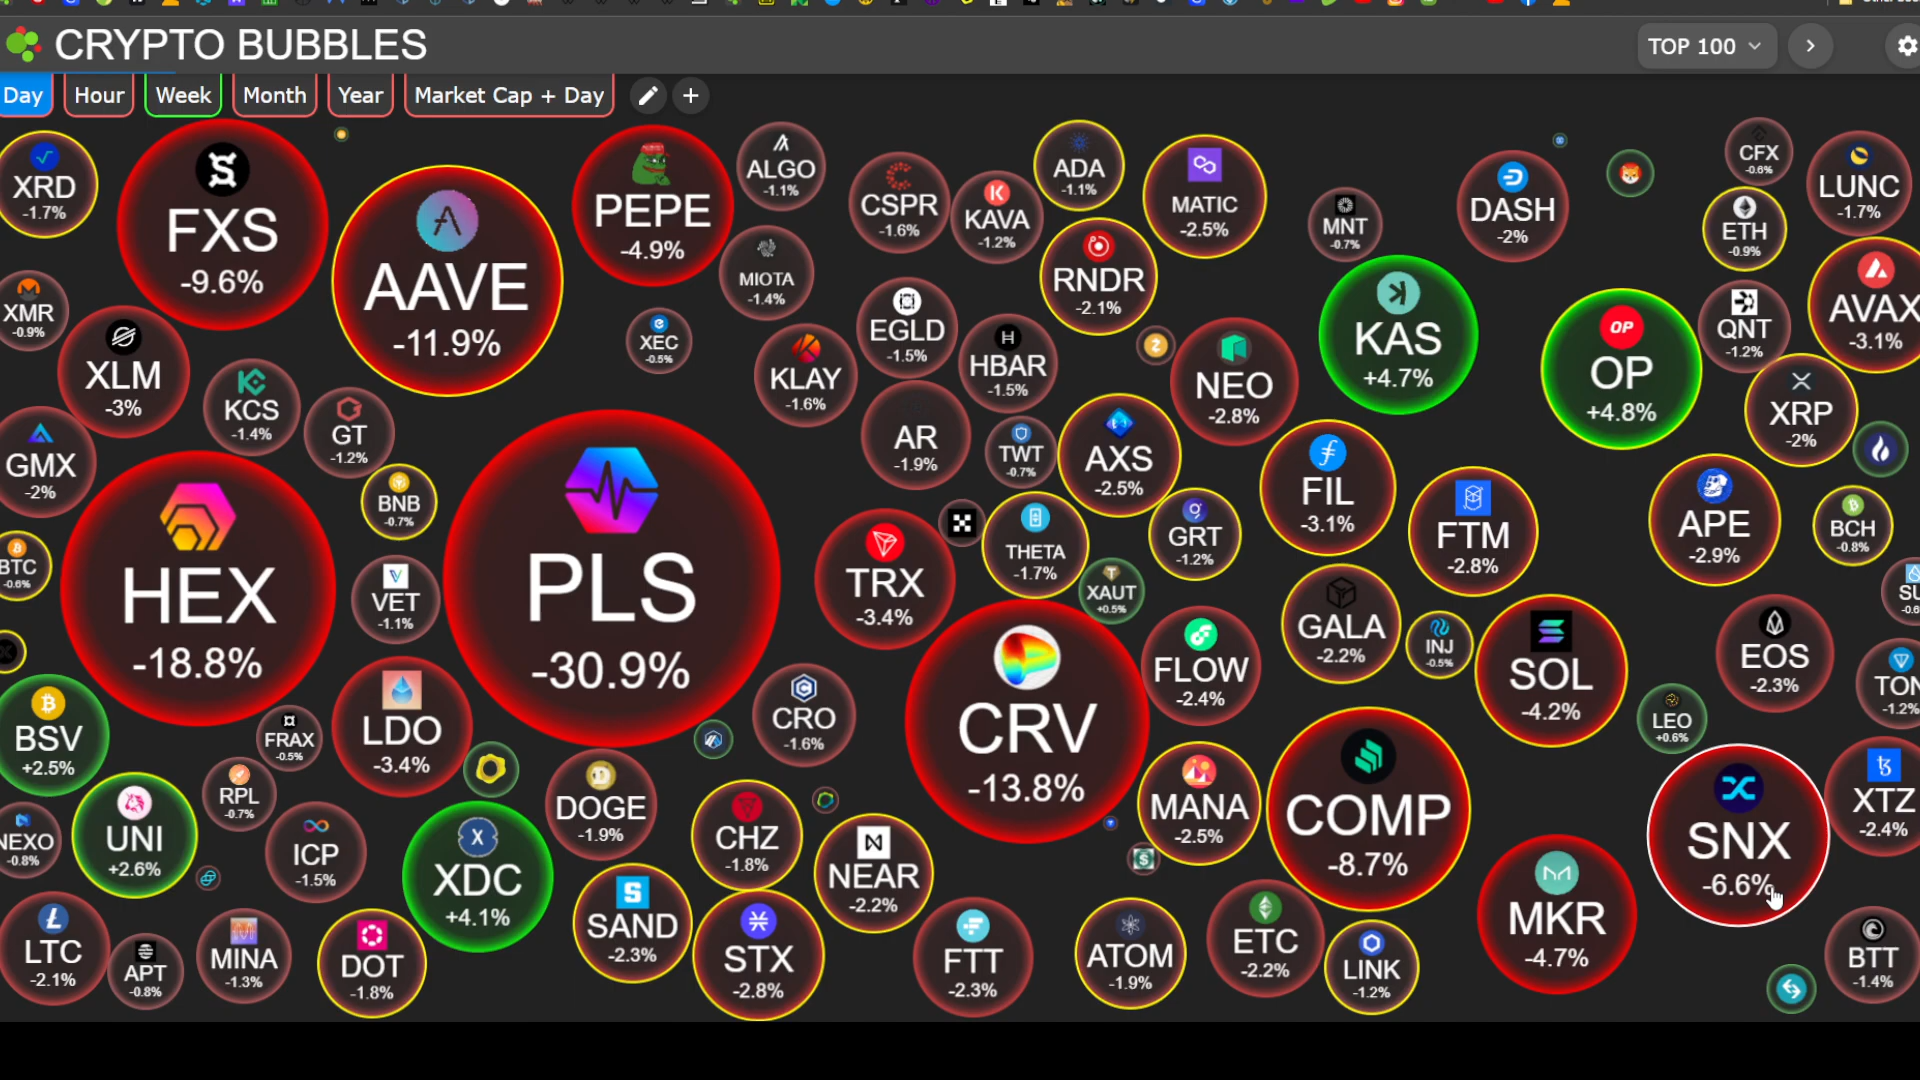 CRYPTO BUBBLES
TOP 100
Day
Hour
Week
Month
Year
Market Cap + Day
XRD
-1.7%
FXS
-9.6%
AAVE
-11.9%
PEPE
-4.9%
ALGO
-1.1%
MIOTA
-1.4%
CSPR
-1.6%
KAVA
-1.2%
ADA
-1.1%
MATIC
-2.5%
RNDR
-2.1%
MNT
-0.7%
DASH
-2%
CFX
-0.6%
LUNC
-1.7%
ETH
-0.9%
AVAX
-3.1%
QNT
-1.2%
XRP
-2%
XMR
-0.9%
XLM
-3%
KCS
-1.4%
GT
-1.2%
XEC
-0.5%
KLAY
-1.6%
EGLD
-1.5%
HBAR
-1.5%
NEO
-2.8%
KAS
+4.7%
OP
OP
+4.8%
GMX
-2%
BNB
-0.7%
AR
-1.9%
TWT
-0.7%
AXS
-2.5%
FIL
-3.1%
FTM
-2.8%
APE
-2.9%
BCH
-0.8%
BTC
-0.6%
HEX
-18.8%
VET
-1.1%
PLS
-30.9%
TRX
-3.4%
THETA
-1.7%
GRT
-1.2%
XAUT
+0.5%
GALA
-2.2%
INJ
-0.5%
SOL
-4.2%
EOS
-2.3%
TON
-1.2%
BSV
+2.5%
FRAX
-0.5%
LDO
-3.4%
CRO
-1.6%
CRV
-13.8%
FLOW
-2.4%
LEO
+0.6%
NEXO
-0.8%
UNI
+2.6%
RPL
-0.7%
ICP
-1.5%
XDC
+4.1%
DOGE
-1.9%
CHZ
-1.8%
NEAR
-2.2%
MANA
-2.5%
COMP
-8.7%
SNX
-6.6%
XTZ
-2.4%
LTC
-2.1%
APT
-0.8%
MINA
-1.3%
DOT
-1.8%
SAND
-2.3%
STX
-2.8%
FTT
-2.3%
ATOM
-1.9%
ETC
-2.2%
LINK
-1.2%
MKR
-4.7%
BTT
-1.4%